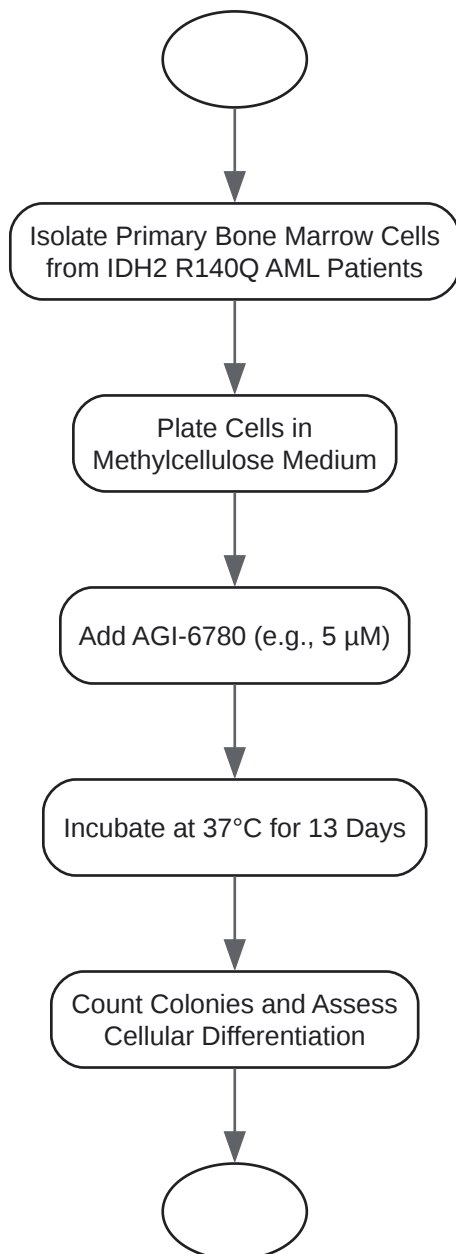 Isolate Primary Bone Marrow Cells
from IDH2 R140Q AML Patients
Plate Cells in
Methylcellulose Medium
Add AGI-6780 (e.g., 5 µM)
Incubate at 37°C for 13 Days
Count Colonies and Assess
Cellular Differentiation